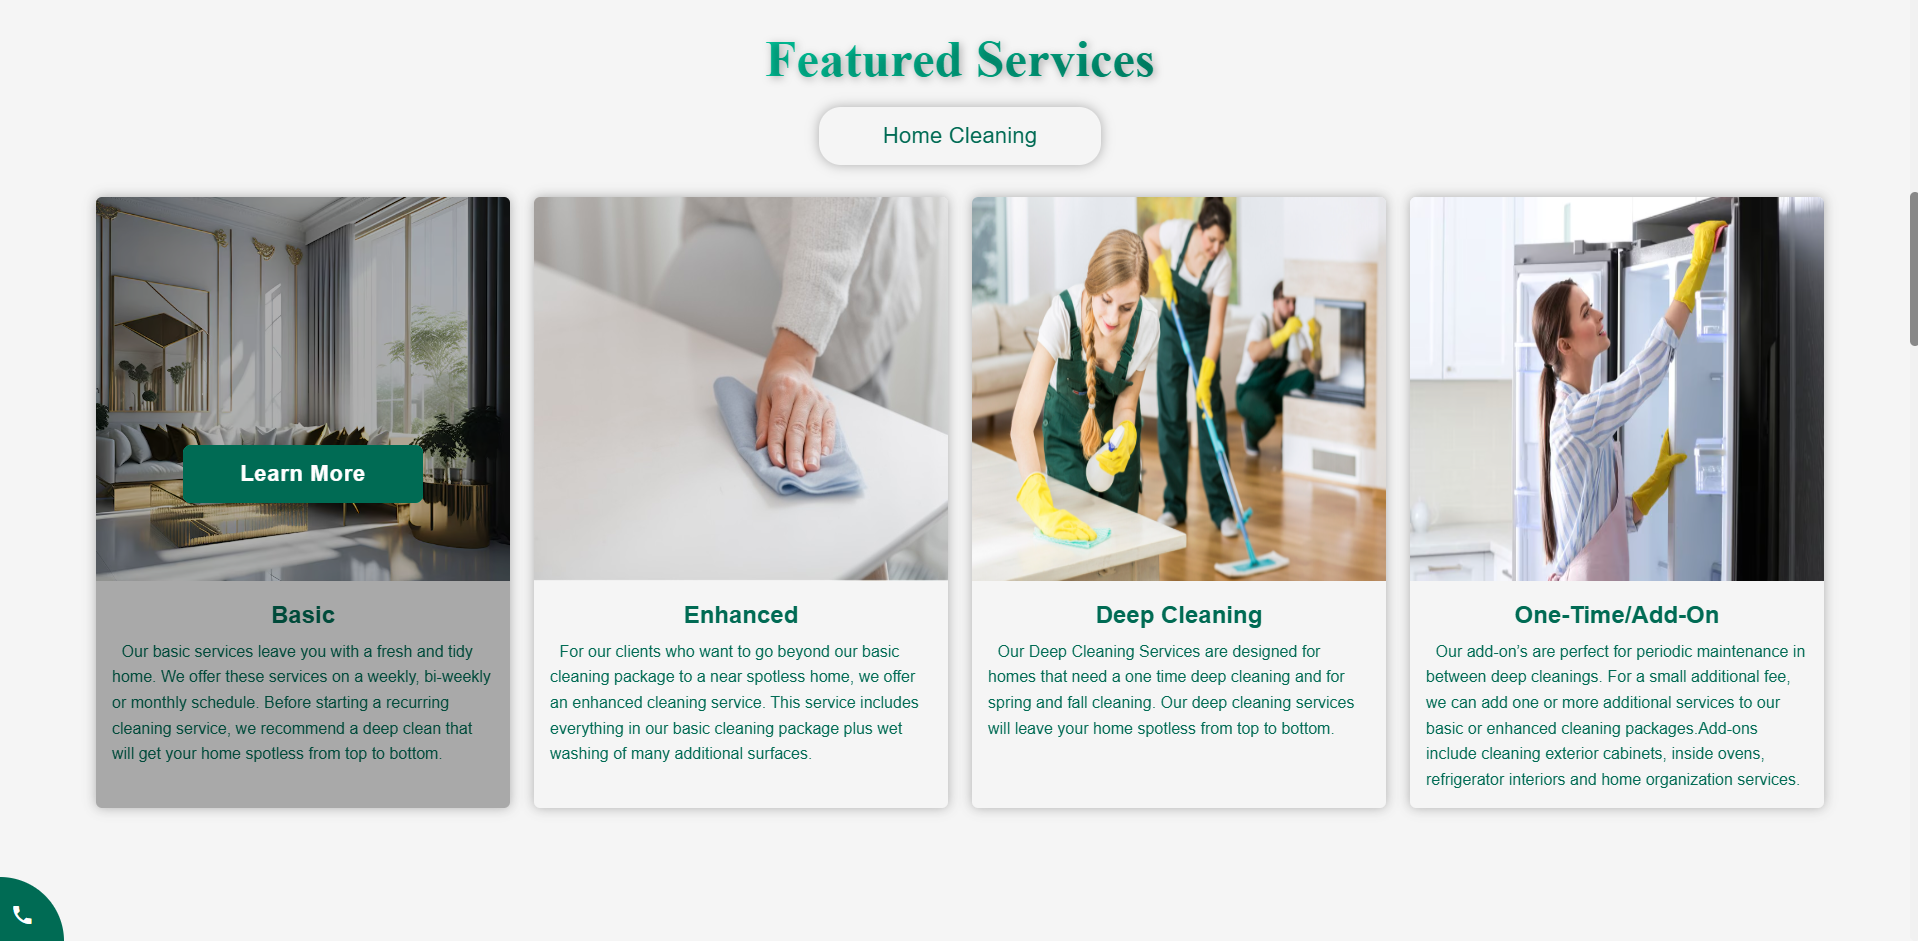 Featured Services
Home Cleaning
Learn More
Basic
Our basic services leave you with a fresh and tidy
home. We offer these services on a weekly, bi-weekly
or monthly schedule. Before starting a recurring
cleaning service, we recommend a deep clean that
will get your home spotless from top to bottom.
Enhanced
For our clients who want to go beyond our basic
cleaning package to a near spotless home, we offer
an enhanced cleaning service. This service includes
everything in our basic cleaning package plus wet
washing of many additional surfaces.
Deep Cleaning
Our Deep Cleaning Services are designed for
homes that need a one time deep cleaning and for
spring and fall cleaning. Our deep cleaning services
will leave your home spotless from top to bottom.
One-Time/Add-On
Our add-on’s are perfect for periodic maintenance in
between deep cleanings. For a small additional fee,
we can add one or more additional services to our
basic or enhanced cleaning packages.Add-ons
include cleaning exterior cabinets, inside ovens,
refrigerator interiors and home organization services.